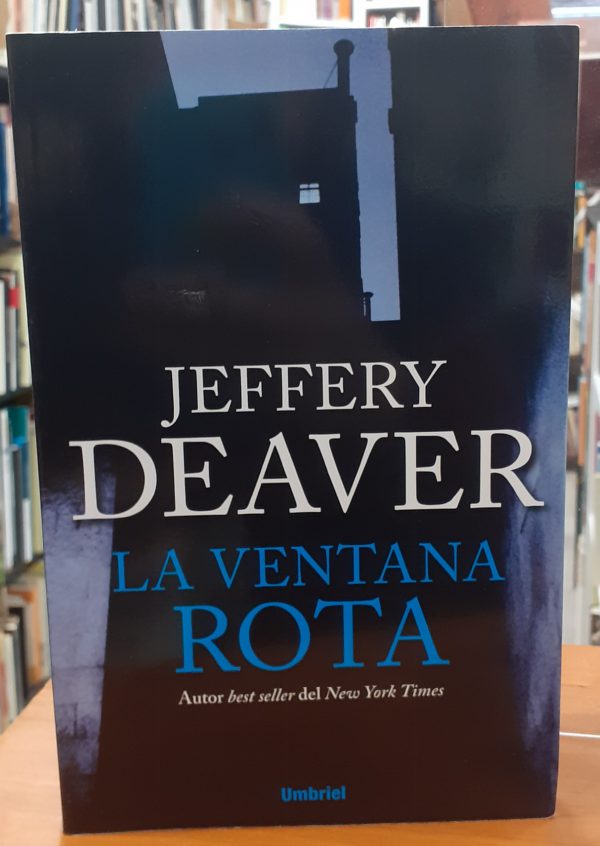 JEFFERY
DEAVER
LA VENTANA
ROTA
Autor best seller del New York Times
Umbriel